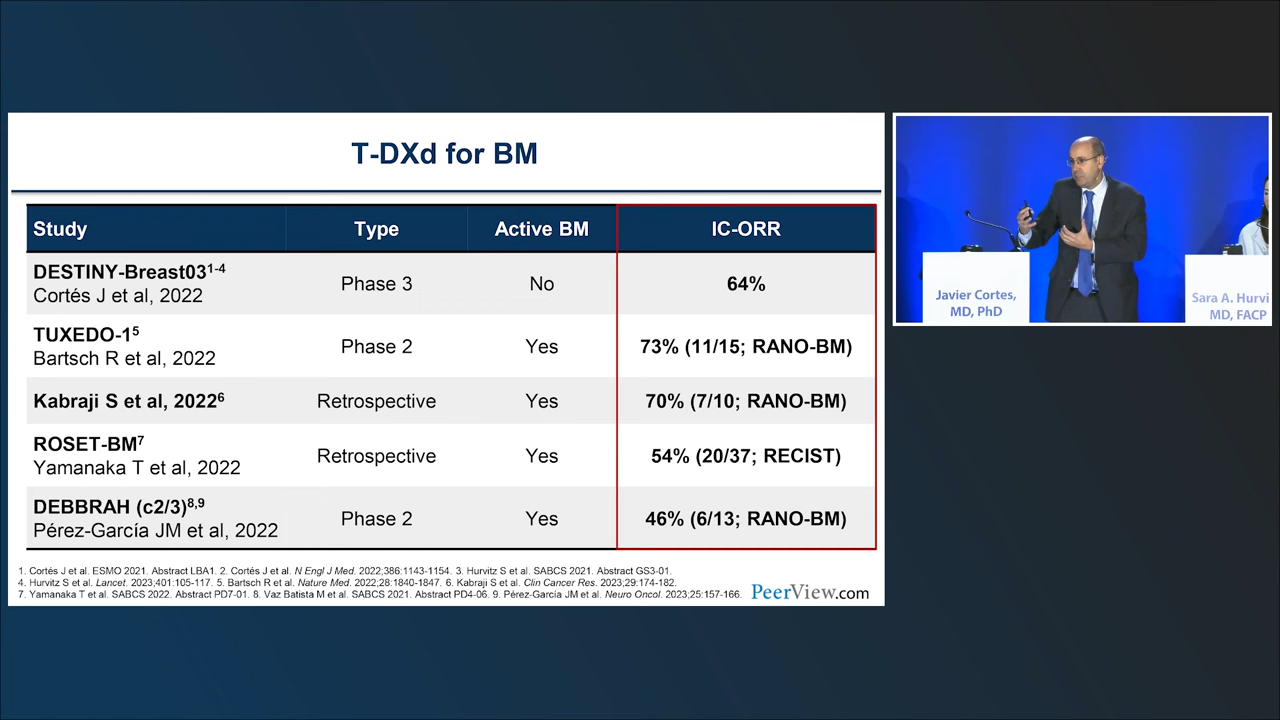 T-DXd for BM
Study Type Active BM IC-ORR
DESTINY-Breast03¹⁻⁴
Cortés J et al, 2022
Phase 3 No 64%
TUXEDO-1⁵
Bartsch R et al, 2022
Phase 2 Yes 73% (11/15; RANO-BM)
Kabraji S et al, 2022⁶ Retrospective Yes 70% (7/10; RANO-BM)
ROSET-BM⁷
Yamanaka T et al, 2022
Retrospective Yes 54% (20/37; RECIST)
DEBBRAH (c2/3)⁸,⁹
Pérez-García JM et al, 2022
Phase 2 Yes 46% (6/13; RANO-BM)
1. Cortés J et al. ESMO 2021. Abstract LBA1. 2. Cortés J et al. N Engl J Med. 2022;386:1143-1154. 3. Hurvitz S et al. SABCS 2021. Abstract GS3-01.
4. Hurvitz S et al. Lancet. 2023;401:105-117. 5. Bartsch R et al. Nature Med. 2022;28:1840-1847. 6. Kabraji S et al. Clin Cancer Res. 2023;29:174-182.
7. Yamanaka T et al. SABCS 2022. Abstract PD7-01. 8. Vaz Batista M et al. SABCS 2021. Abstract PD4-06. 9. Pérez-García JM et al. Neuro Oncol. 2023;25:157-166.
PeerView.com
Javier Cortes,
MD, PhD
Sara A. Hurvi
MD, FACP